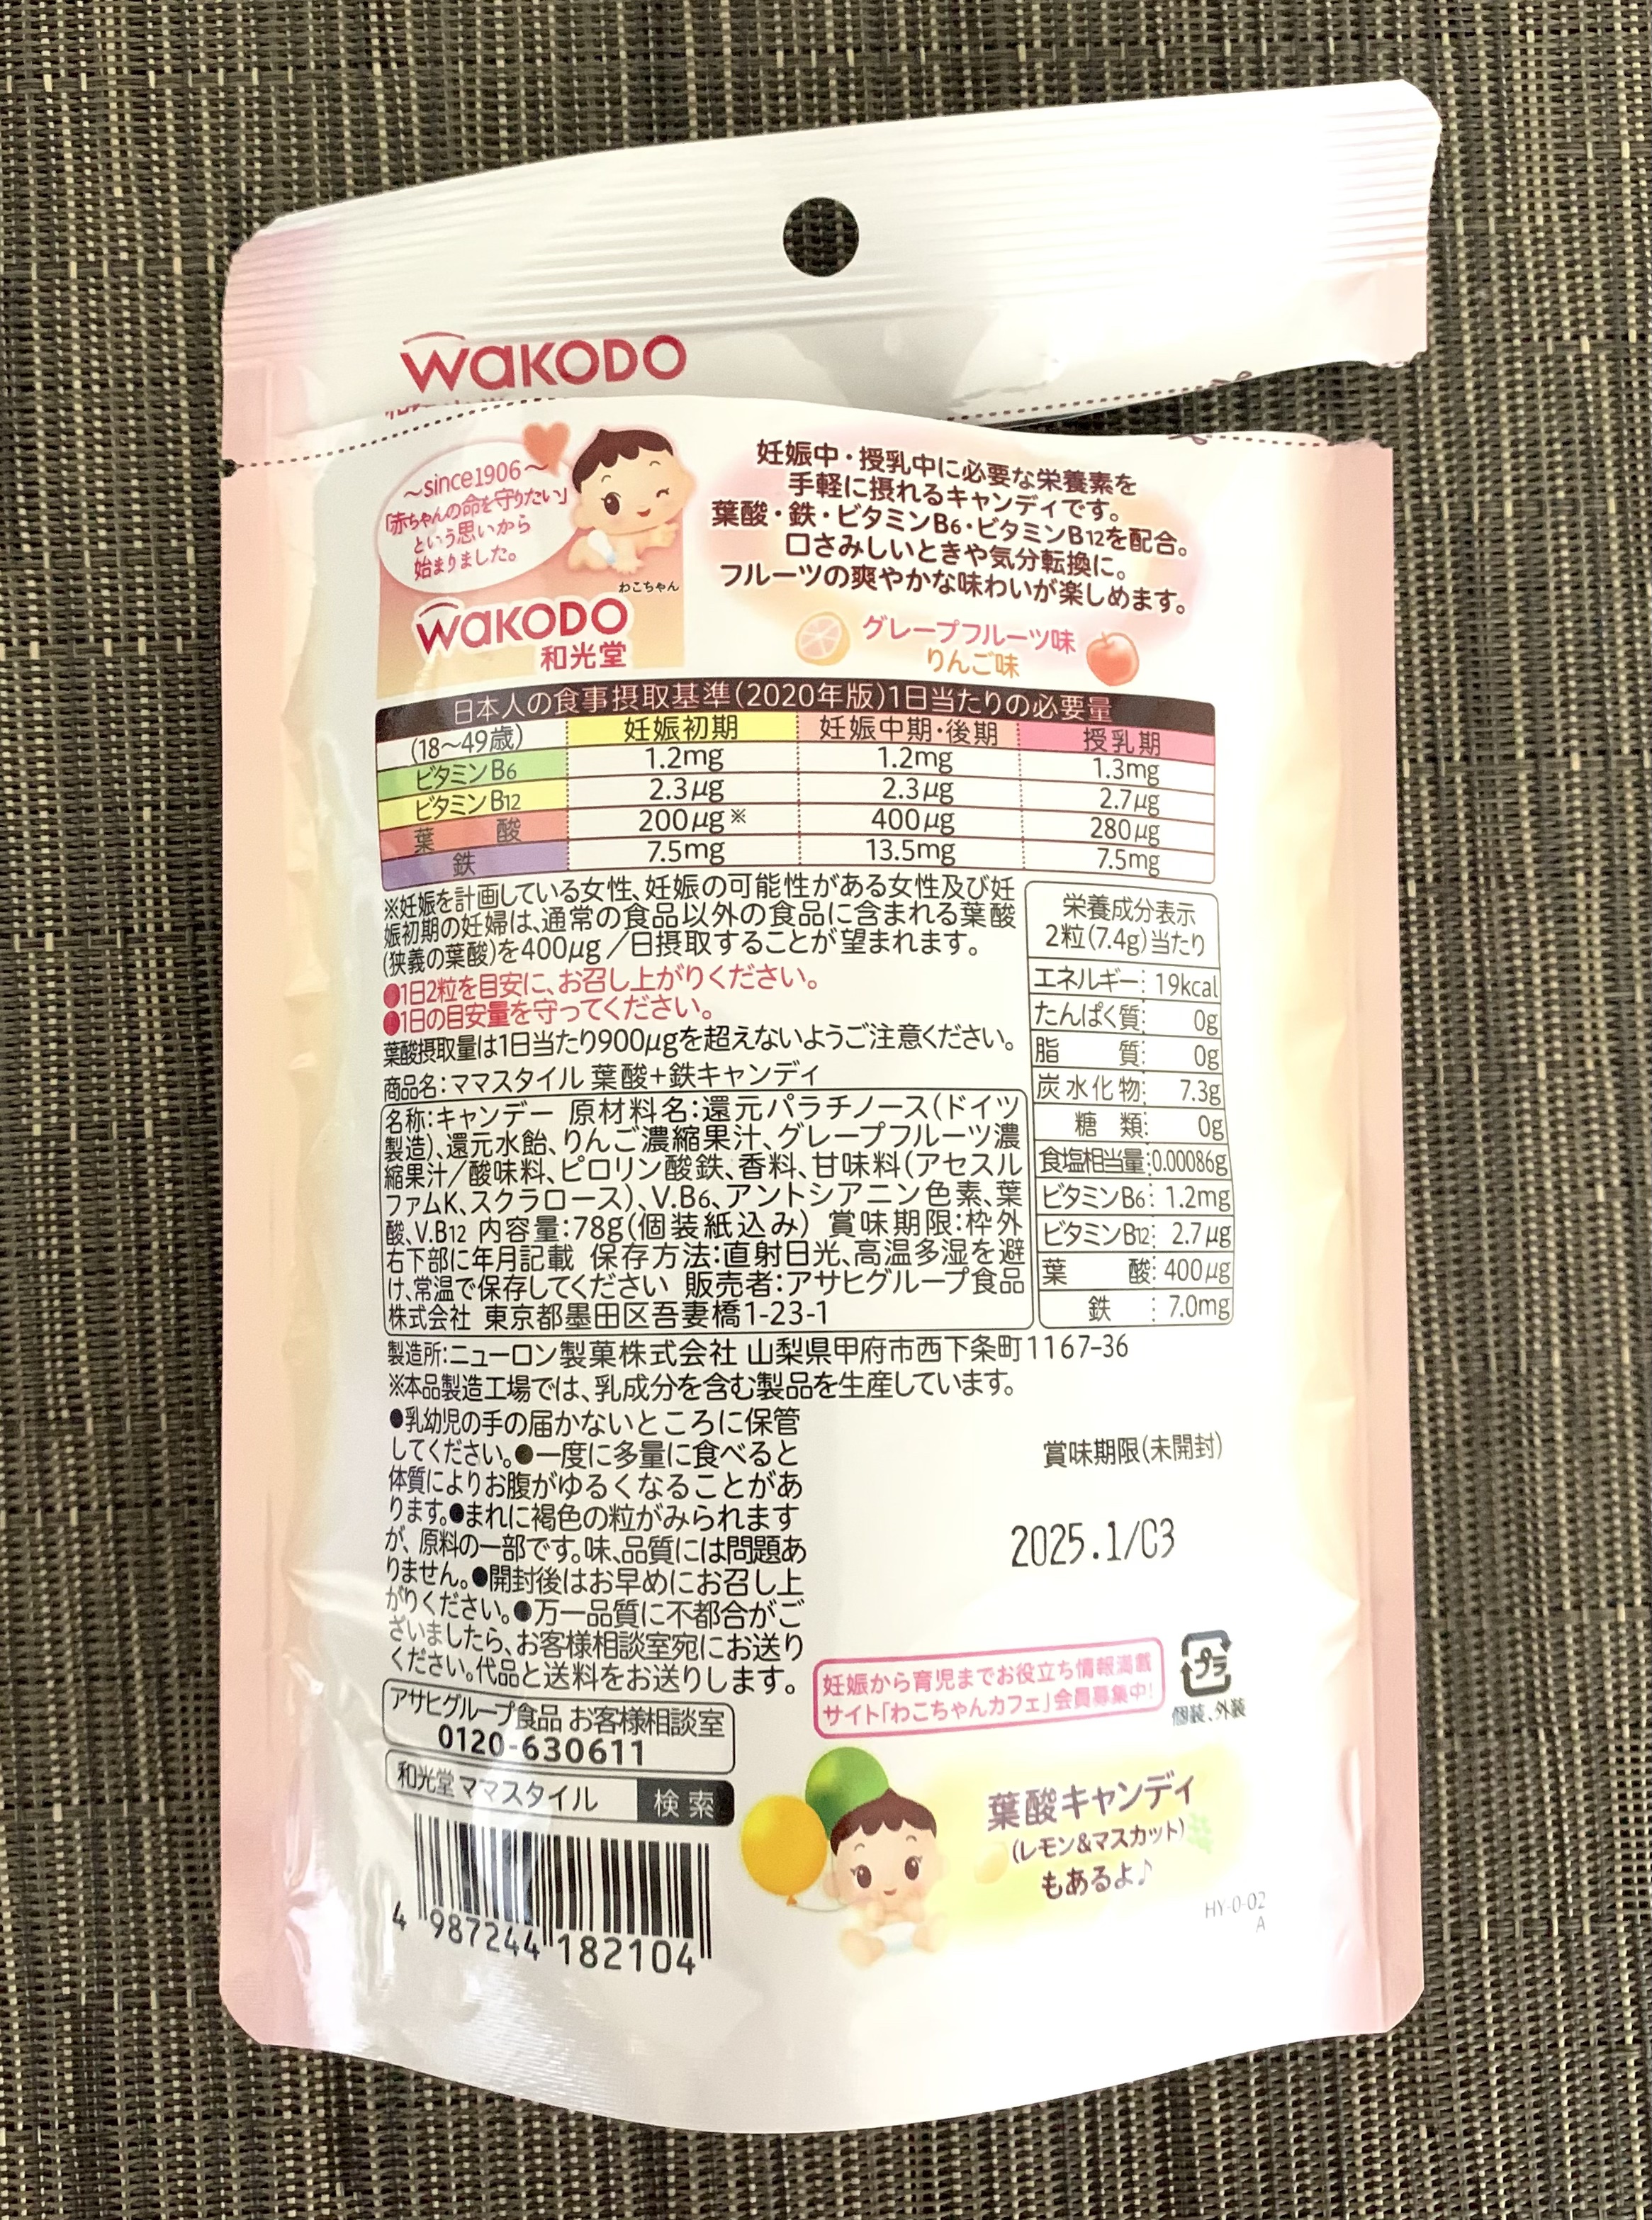 WaKODO
～since1906～
「赤ちゃんの命を守りたい」
という思いから
始まりました。
わこちゃん
WaKODO
和光堂
妊娠中・授乳中に必要な栄養素を
手軽に摂れるキャンディです。
葉酸・鉄・ビタミンB6・ビタミンB12を配合。
口さみしいときや気分転換に。
フルーツの爽やかな味わいが楽しめます。
グレープフルーツ味
りんご味
日本人の食事摂取基準(2020年版)1日当たりの必要量
(18～49歳) 妊娠初期 妊娠中期・後期 授乳期
ビタミンB6 1.2mg 1.2mg 1.3mg
ビタミンB12 2.3μg 2.3μg 2.7μg
葉酸 200μg※ 400μg 280μg
鉄 7.5mg 13.5mg 7.5mg
※妊娠を計画している女性、妊娠の可能性がある女性及び妊
娠初期の妊婦は、通常の食品以外の食品に含まれる葉酸
(狭義の葉酸)を400μg/日摂取することが望まれます。
●1日2粒を目安に、お召し上がりください。
●1日の目安量を守ってください。
葉酸摂取量は1日当たり900μgを超えないようご注意ください。
商品名:ママスタイル 葉酸+鉄キャンディ
名称:キャンデー 原材料名:還元パラチノース(ドイツ
製造)、還元水飴、りんご濃縮果汁、グレープフルーツ濃
縮果汁/酸味料、ピロリン酸鉄、香料、甘味料(アセスル
ファムK、スクラロース)、V.B6、アントシアニン色素、葉
酸、V.B12 内容量:78g(個装紙込み) 賞味期限:枠外
右下部に年月記載 保存方法:直射日光、高温多湿を避
け、常温で保存してください 販売者:アサヒグループ食品
株式会社 東京都墨田区吾妻橋1-23-1
栄養成分表示
2粒(7.4g)当たり
エネルギー: 19kcal
たんぱく質: 0g
脂質: 0g
炭水化物: 7.3g
糖類: 0g
食塩相当量:0.00086g
ビタミンB6: 1.2mg
ビタミンB12: 2.7μg
葉酸: 400μg
鉄: 7.0mg
製造所:ニューロン製菓株式会社 山梨県甲府市西下条町1167-36
※本品製造工場では、乳成分を含む製品を生産しています。
●乳幼児の手の届かないところに保管
してください。●一度に多量に食べると
体質によりお腹がゆるくなることがあ
ります。●まれに褐色の粒がみられます
が、原料の一部です。味、品質には問題あ
りません。●開封後はお早めにお召し上
がりください。●万一品質に不都合がご
ざいましたら、お客様相談室宛にお送り
ください。代品と送料をお送りします。
賞味期限(未開封)
2025.1/C3
アサヒグループ食品 お客様相談室
0120-630611
和光堂ママスタイル 検索
妊娠から育児までお役立ち情報満載
サイト「わこちゃんカフェ」会員募集中!
プラ
個装、外装
葉酸キャンディ
(レモン&マスカット)
もあるよ♪
HY-0-02
A
4 987244 182104